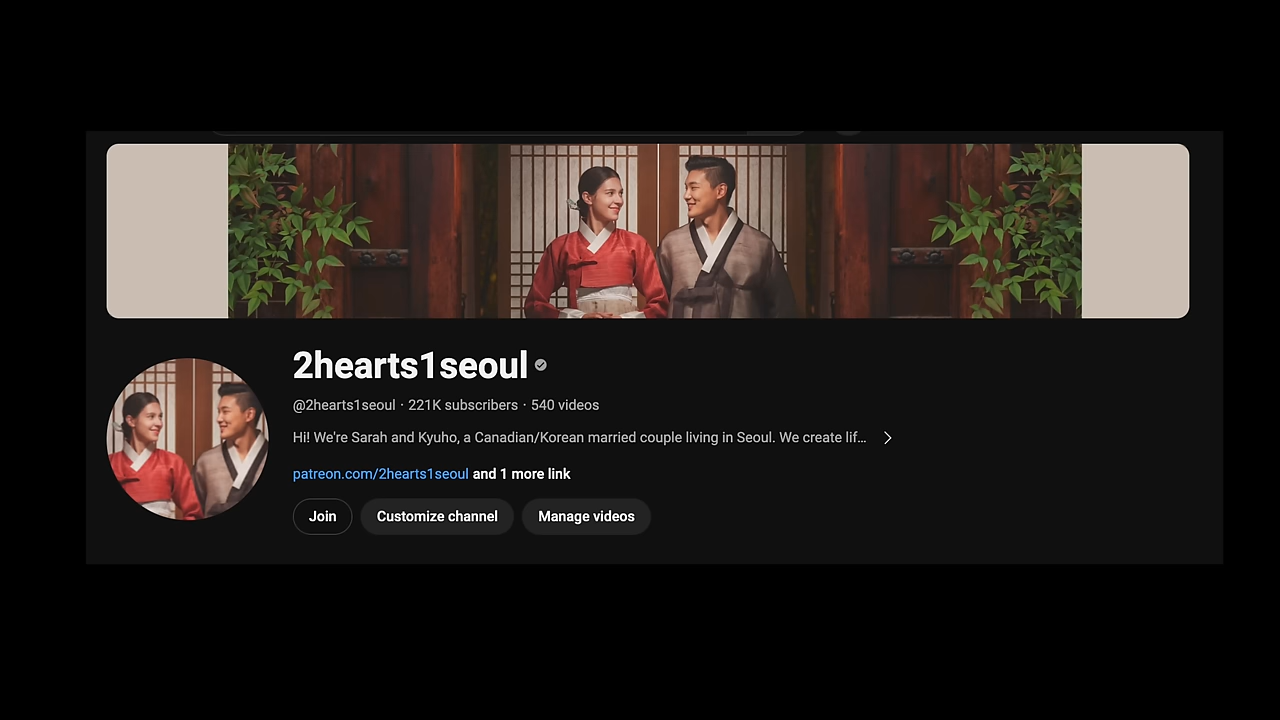 2hearts1seoul
@2hearts1seoul · 221K subscribers · 540 videos
Hi! We're Sarah and Kyuho, a Canadian/Korean married couple living in Seoul. We create lif...
patreon.com/2hearts1seoul and 1 more link
Join Customize channel Manage videos